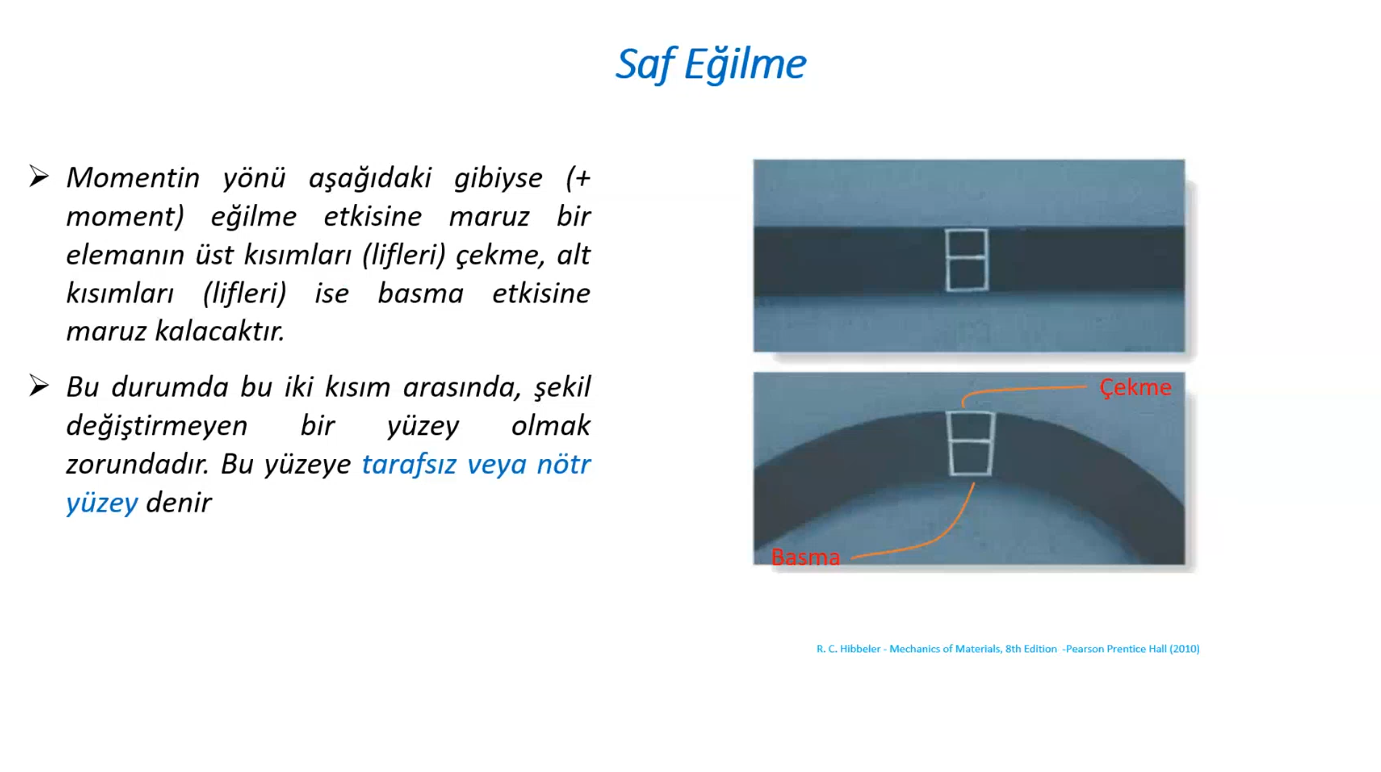 Saf Eğilme
➢ Momentin yönü aşağıdaki gibiyse (+
moment) eğilme etkisine maruz bir
elemanın üst kısımları (lifleri) çekme, alt
kısımları (lifleri) ise basma etkisine
maruz kalacaktır.
➢ Bu durumda bu iki kısım arasında, şekil
değiştirmeyen bir yüzey olmak
zorundadır. Bu yüzeye tarafsız veya nötr
yüzey denir
Çekme
Basma
R. C. Hibbeler - Mechanics of Materials, 8th Edition -Pearson Prentice Hall (2010)